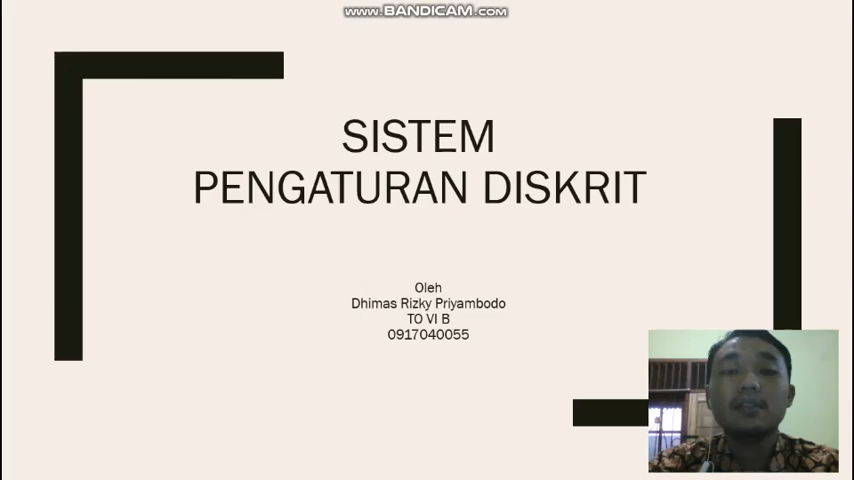 www.BANDICAM.com
SISTEM
PENGATURAN DISKRIT
Oleh
Dhimas Rizky Priyambodo
TO VI B
0917040055